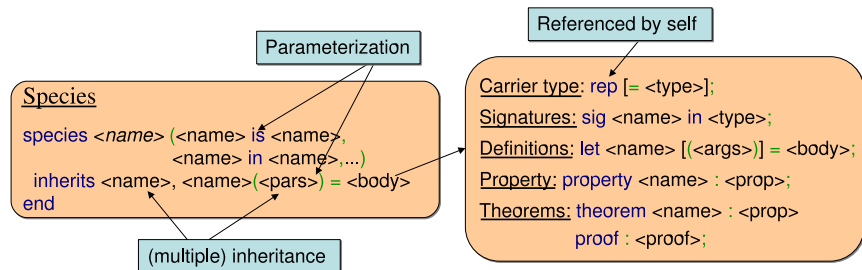 Referenced by self
Parameterization
Species
species <name> (<name> is <name>,
<name> in <name>,...)
inherits <name>, <name>(<pars>) = <body>
end
(multiple) inheritance
Carrier type: rep [= <type>];
Signatures: sig <name> in <type>;
Definitions: let <name> [(<args>)] = <body>;
Property: property <name> : <prop>;
Theorems: theorem <name> : <prop>
proof : <proof>;